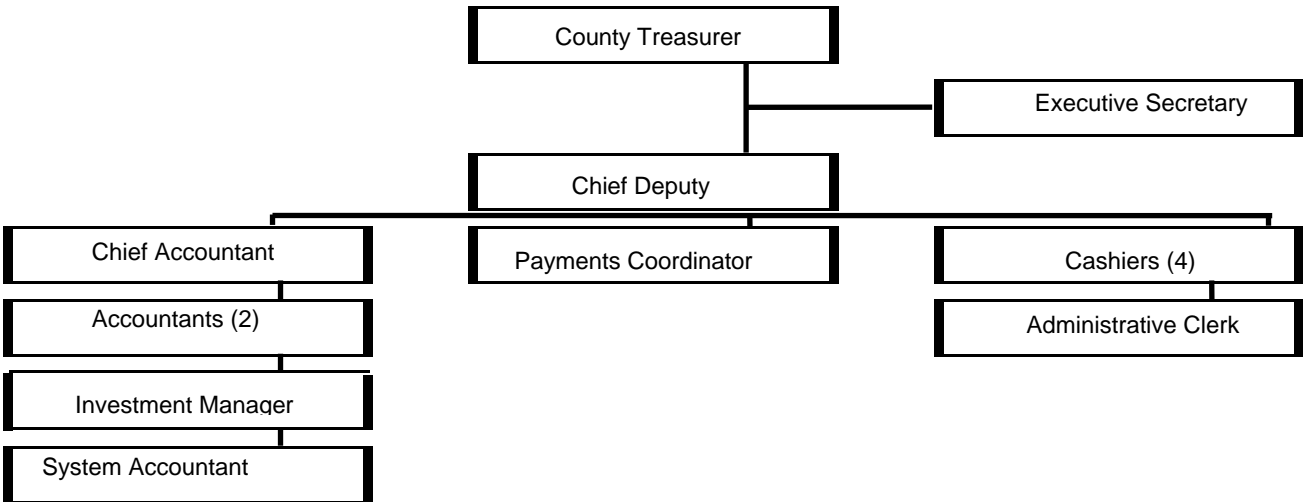 County Treasurer
Executive Secretary
Chief Deputy
Chief Accountant
Payments Coordinator
Cashiers (4)
Accountants (2)
Administrative Clerk
Investment Manager
System Accountant